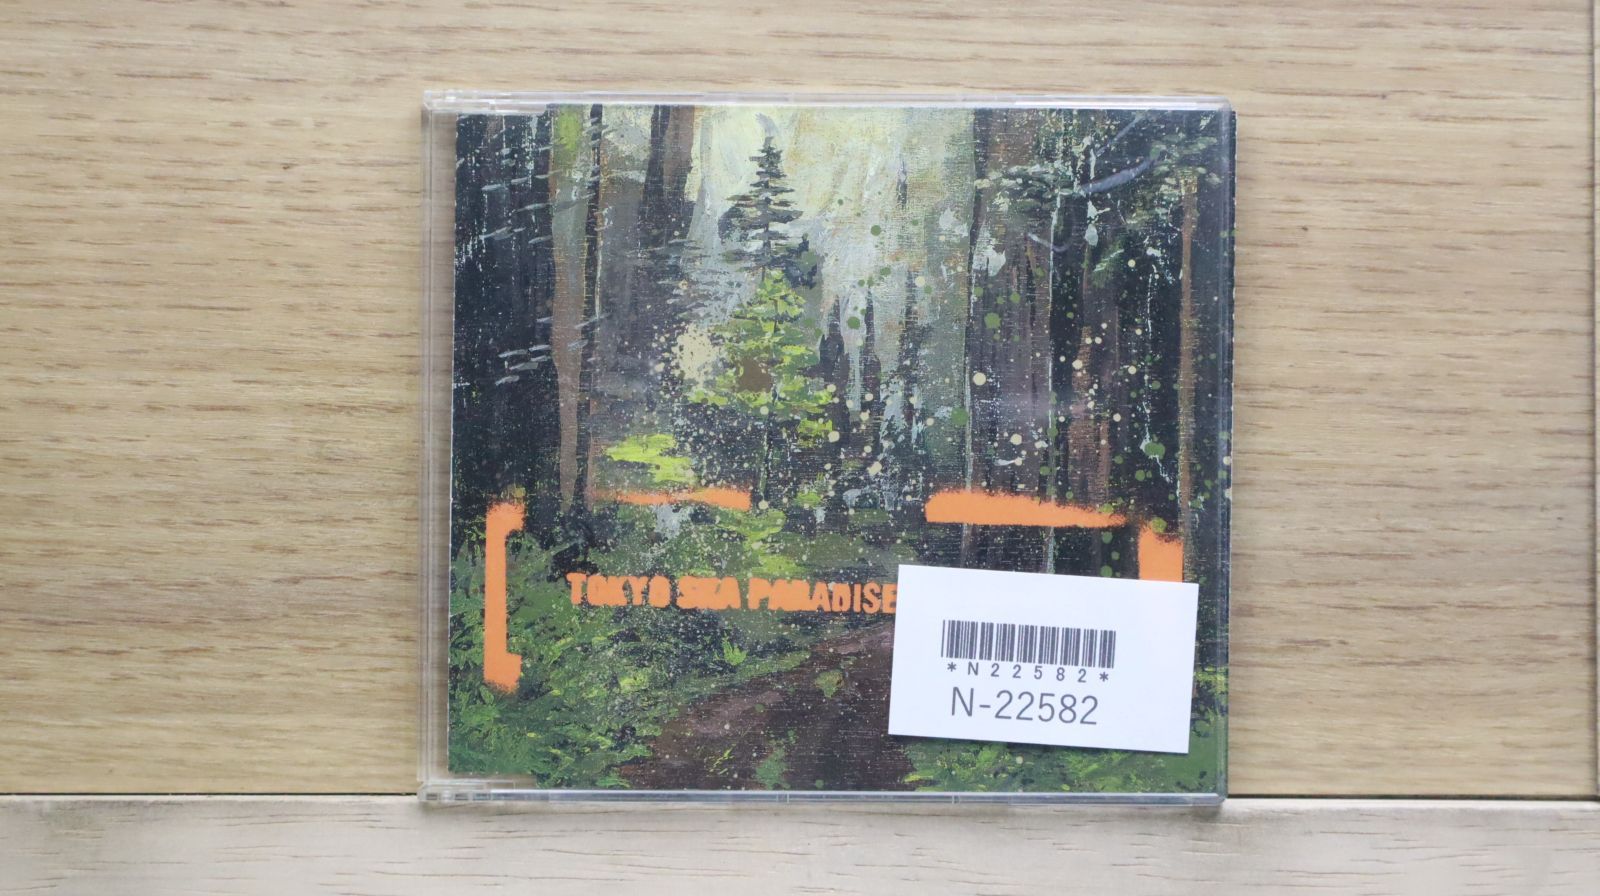 TOKYO SKA PARADISE
*N22582*
N-22582